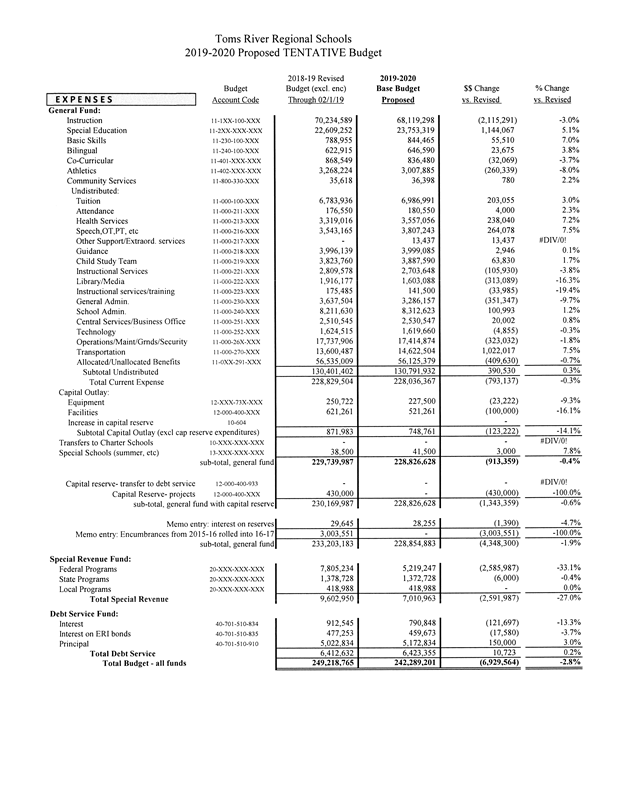 Toms River Regional Schools
2019-2020 Proposed TENTATIVE Budget
2018-19 Revised 2019-2020
Budget Budget (excl. enc) Base Budget $$ Change % Change
EXPENSES Account Code Through 02/1/19 Proposed vs. Revised vs. Revised
General Fund:
Instruction 11-1XX-100-XXX 70,234,589 68,119,298 (2,115,291) -3.0%
Special Education 11-2XX-XXX-XXX 22,609,252 23,753,319 1,144,067 5.1%
Basic Skills 11-230-100-XXX 788,955 844,465 55,510 7.0%
Bilingual 11-240-100-XXX 622,915 646,590 23,675 3.8%
Co-Curricular 11-401-XXX-XXX 868,549 836,480 (32,069) -3.7%
Athletics 11-402-XXX-XXX 3,268,224 3,007,885 (260,339) -8.0%
Community Services 11-800-330-XXX 35,618 36,398 780 2.2%
Undistributed:
Tuition 11-000-100-XXX 6,783,936 6,986,991 203,055 3.0%
Attendance 11-000-211-XXX 176,550 180,550 4,000 2.3%
Health Services 11-000-213-XXX 3,319,016 3,557,056 238,040 7.2%
Speech,OT,PT, etc 11-000-216-XXX 3,543,165 3,807,243 264,078 7.5%
Other Support/Extraord. services 11-000-217-XXX - 13,437 13,437 #DIV/0!
Guidance 11-000-218-XXX 3,996,139 3,999,085 2,946 0.1%
Child Study Team 11-000-219-XXX 3,823,760 3,887,590 63,830 1.7%
Instructional Services 11-000-221-XXX 2,809,578 2,703,648 (105,930) -3.8%
Library/Media 11-000-222-XXX 1,916,177 1,603,088 (313,089) -16.3%
Instructional services/training 11-000-223-XXX 175,485 141,500 (33,985) -19.4%
General Admin. 11-000-230-XXX 3,637,504 3,286,157 (351,347) -9.7%
School Admin. 11-000-240-XXX 8,211,630 8,312,623 100,993 1.2%
Central Services/Business Office 11-000-251-XXX 2,510,545 2,530,547 20,002 0.8%
Technology 11-000-252-XXX 1,624,515 1,619,660 (4,855) -0.3%
Operations/Maint/Grnds/Security 11-000-26X-XXX 17,737,906 17,414,874 (323,032) -1.8%
Transportation 11-000-270-XXX 13,600,487 14,622,504 1,022,017 7.5%
Allocated/Unallocated Benefits 11-0XX-291-XXX 56,535,009 56,125,379 (409,630) -0.7%
Subtotal Undistributed 130,401,402 130,791,932 390,530 0.3%
Total Current Expense 228,829,504 228,036,367 (793,137) -0.3%
Capital Outlay:
Equipment 12-XXX-73X-XXX 250,722 227,500 (23,222) -9.3%
Facilities 12-000-400-XXX 621,261 521,261 (100,000) -16.1%
Increase in capital reserve 10-604 -
Subtotal Capital Outlay (excl cap reserve expenditures) 871,983 748,761 (123,222) -14.1%
Transfers to Charter Schools 10-XXX-XXX-XXX - - - #DIV/0!
Special Schools (summer, etc) 13-XXX-XXX-XXX 38,500 41,500 3,000 7.8%
sub-total, general fund 229,739,987 228,826,628 (913,359) -0.4%
Capital reserve- transfer to debt service 12-000-400-933 - - - #DIV/0!
Capital Reserve- projects 12-000-400-XXX 430,000 - (430,000) -100.0%
sub-total, general fund with capital reserve 230,169,987 228,826,628 (1,343,359) -0.6%
Memo entry: interest on reserves 29,645 28,255 (1,390) -4.7%
Memo entry: Encumbrances from 2015-16 rolled into 16-17 3,003,551 - (3,003,551) -100.0%
sub-total, general fund 233,203,183 228,854,883 (4,348,300) -1.9%
Special Revenue Fund:
Federal Programs 20-XXX-XXX-XXX 7,805,234 5,219,247 (2,585,987) -33.1%
State Programs 20-XXX-XXX-XXX 1,378,728 1,372,728 (6,000) -0.4%
Local Programs 20-XXX-XXX-XXX 418,988 418,988 - 0.0%
Total Special Revenue 9,602,950 7,010,963 (2,591,987) -27.0%
Debt Service Fund:
Interest 40-701-510-834 912,545 790,848 (121,697) -13.3%
Interest on ERI bonds 40-701-510-835 477,253 459,673 (17,580) -3.7%
Principal 40-701-510-910 5,022,834 5,172,834 150,000 3.0%
Total Debt Service 6,412,632 6,423,355 10,723 0.2%
Total Budget - all funds 249,218,765 242,289,201 (6,929,564) -2.8%